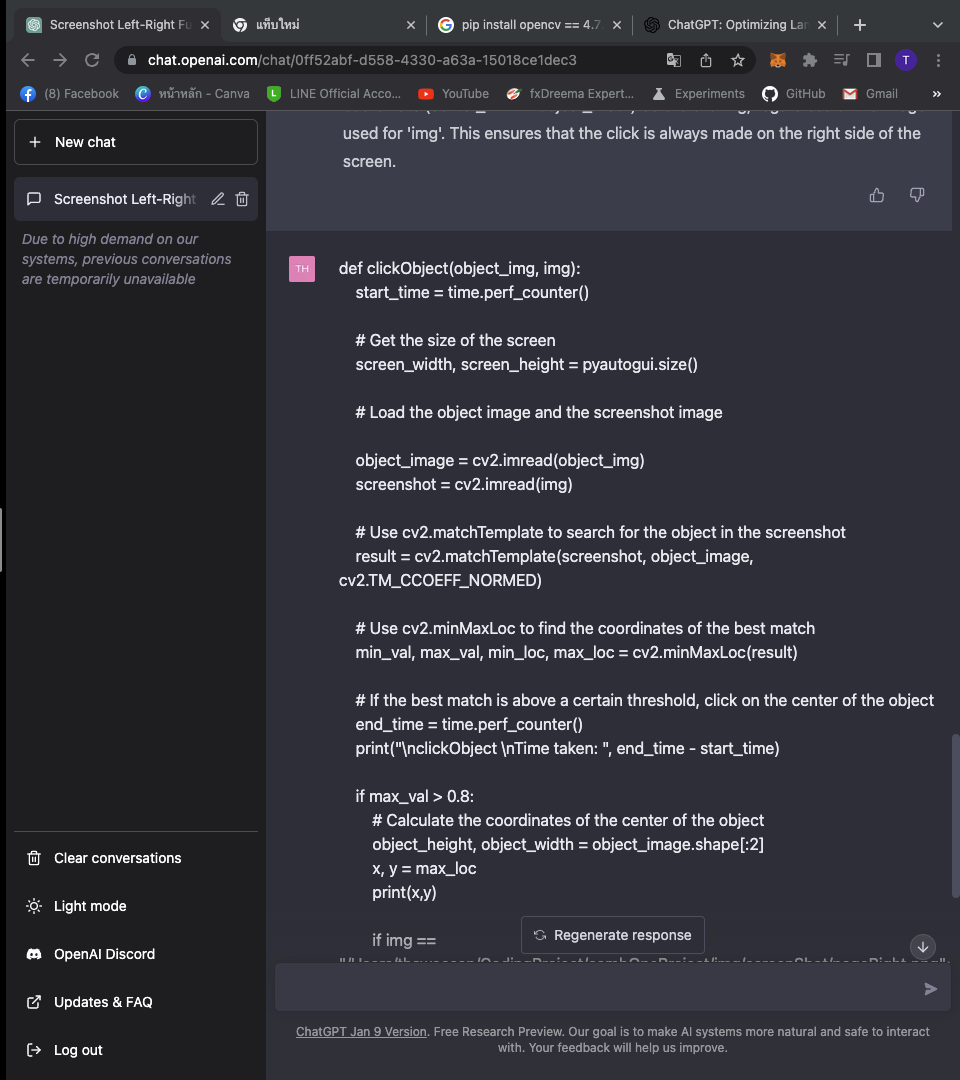 Screenshot Left-Right Fu
แท็บใหม่
pip install opencv == 4.7.
ChatGPT: Optimizing Lan
chat.openai.com/chat/0ff52abf-d558-4330-a63a-15018ce1dec3
T
(8) Facebook
หน้าหลัก - Canva
LINE Official Acco...
YouTube
fxDreema Expert...
Experiments
GitHub
Gmail
»
New chat
Screenshot Left-Right
Due to high demand on our
systems, previous conversations
are temporarily unavailable
used for 'img'. This ensures that the click is always made on the right side of the
screen.
TH
def clickObject(object_img, img):
start_time = time.perf_counter()
# Get the size of the screen
screen_width, screen_height = pyautogui.size()
# Load the object image and the screenshot image
object_image = cv2.imread(object_img)
screenshot = cv2.imread(img)
# Use cv2.matchTemplate to search for the object in the screenshot
result = cv2.matchTemplate(screenshot, object_image,
cv2.TM_CCOEFF_NORMED)
# Use cv2.minMaxLoc to find the coordinates of the best match
min_val, max_val, min_loc, max_loc = cv2.minMaxLoc(result)
# If the best match is above a certain threshold, click on the center of the object
end_time = time.perf_counter()
print("\nclickObject \nTime taken: ", end_time - start_time)
if max_val > 0.8:
# Calculate the coordinates of the center of the object
object_height, object_width = object_image.shape[:2]
x, y = max_loc
print(x,y)
if img ==
Regenerate response
Clear conversations
Light mode
OpenAI Discord
Updates & FAQ
Log out
ChatGPT Jan 9 Version. Free Research Preview. Our goal is to make AI systems more natural and safe to interact
with. Your feedback will help us improve.